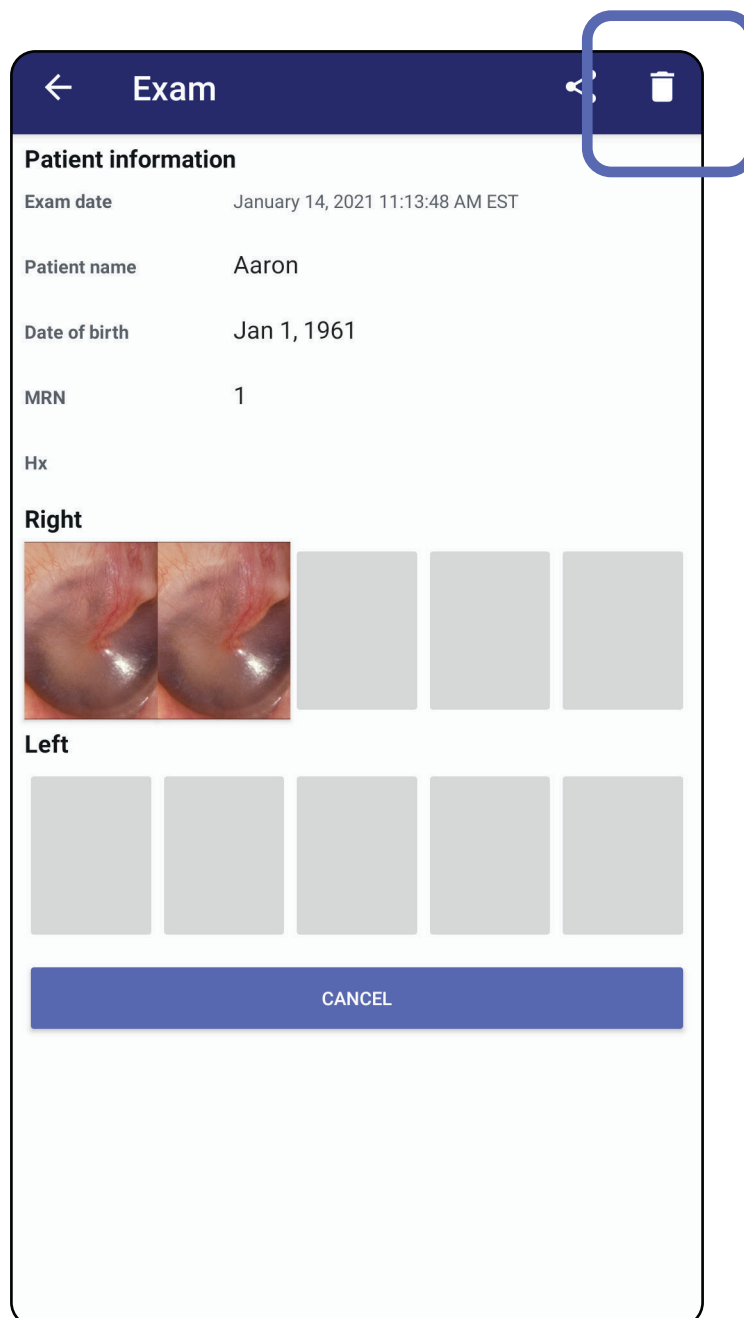 Exam
Patient information
Exam date January 14, 2021 11:13:48 AM EST
Patient name Aaron
Date of birth Jan 1, 1961
MRN 1
Hx
Right
Left
CANCEL